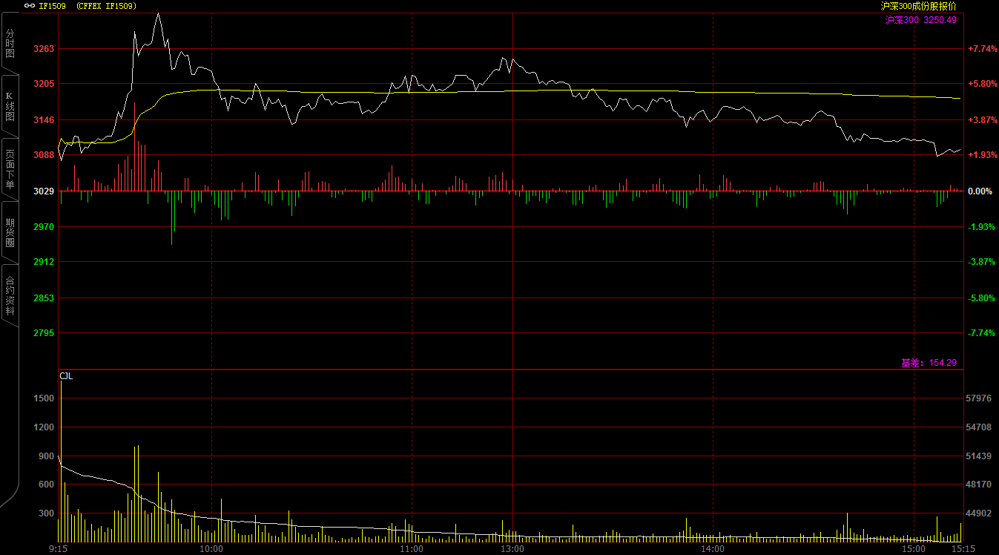 IF1509 (CFFEX IF1509) 沪深300成份股报价
沪深300 3250.49
分时图
K线图
页面下单
期货圈
合约资料
3263 +7.74%
3205 +5.80%
3146 +3.87%
3088 +1.93%
3029 0.00%
2970 -1.93%
2912 -3.87%
2853 -5.80%
2795 -7.74%
基差: 154.29
CJL
1500 57976
1200 54708
900 51439
600 48170
300 44902
9:15 10:00 11:00 13:00 14:00 15:00 15:15